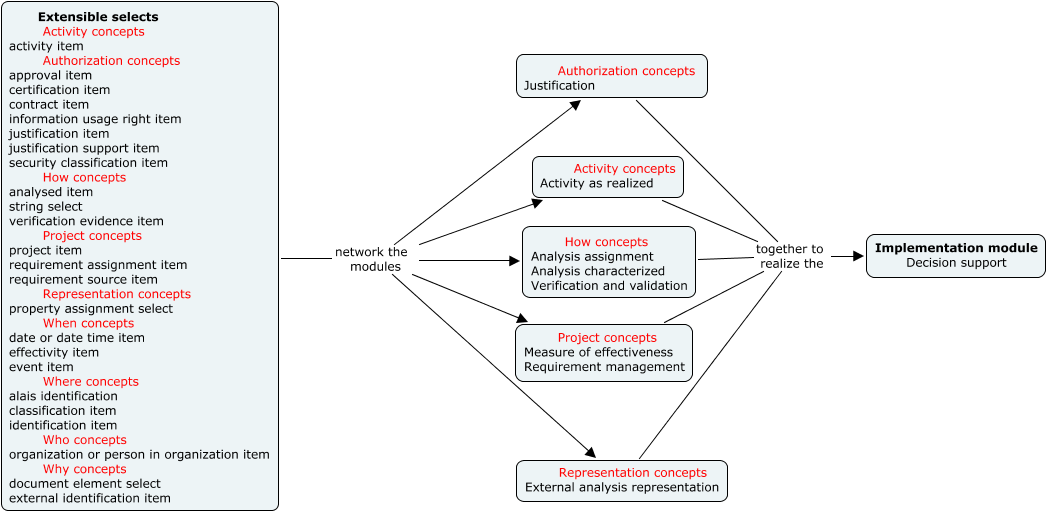 Extensible selects
Activity concepts
activity item
Authorization concepts
approval item
certification item
contract item
information usage right item
justification item
justification support item
security classification item
How concepts
analysed item
string select
verification evidence item
Project concepts
project item
requirement assignment item
requirement source item
Representation concepts
property assignment select
When concepts
date or date time item
effectivity item
event item
Where concepts
alais identification
classification item
identification item
Who concepts
organization or person in organization item
Why concepts
document element select
external identification item
network the
modules
Authorization concepts
Justification
Activity concepts
Activity as realized
How concepts
Analysis assignment
Analysis characterized
Verification and validation
Project concepts
Measure of effectiveness
Requirement management
Representation concepts
External analysis representation
together to
realize the
Implementation module
Decision support